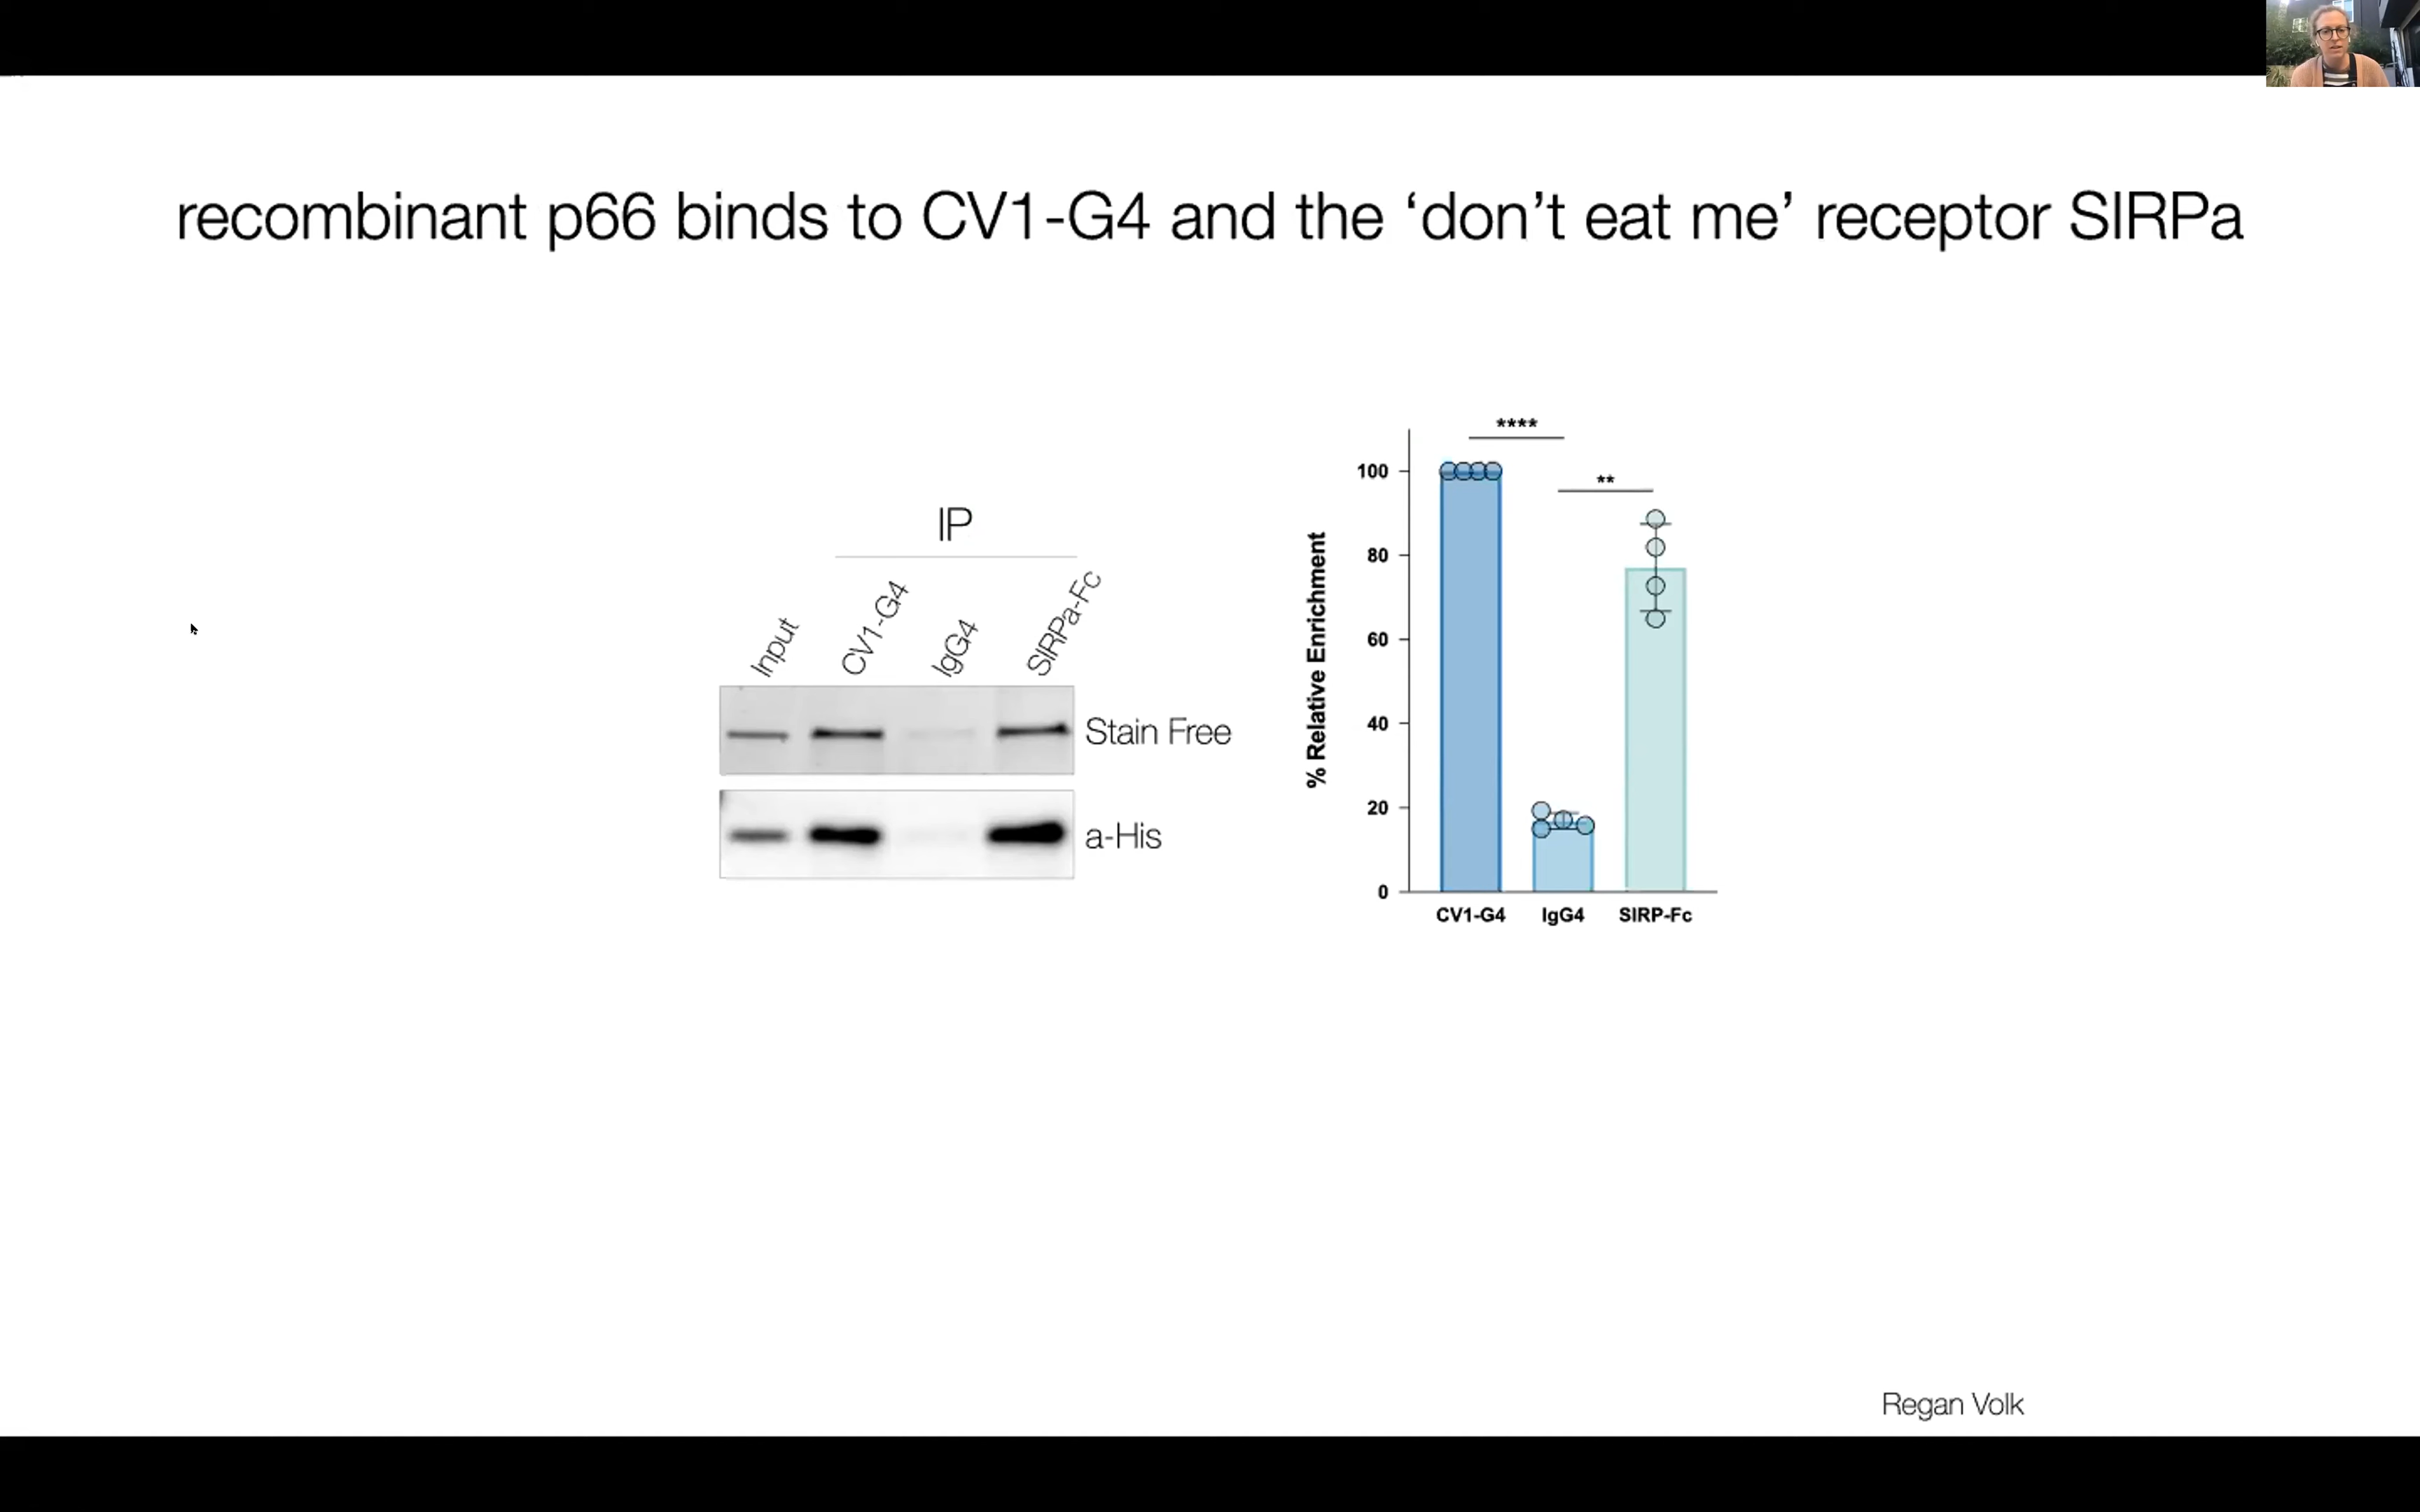 recombinant p66 binds to CV1-G4 and the ‘don’t eat me’ receptor SIRPa
IP
Input
CV1-G4
IgG4
SIRPa-Fc
Stain Free
a-His
****
**
% Relative Enrichment
100
80
60
40
20
0
CV1-G4
IgG4
SIRP-Fc
Regan Volk